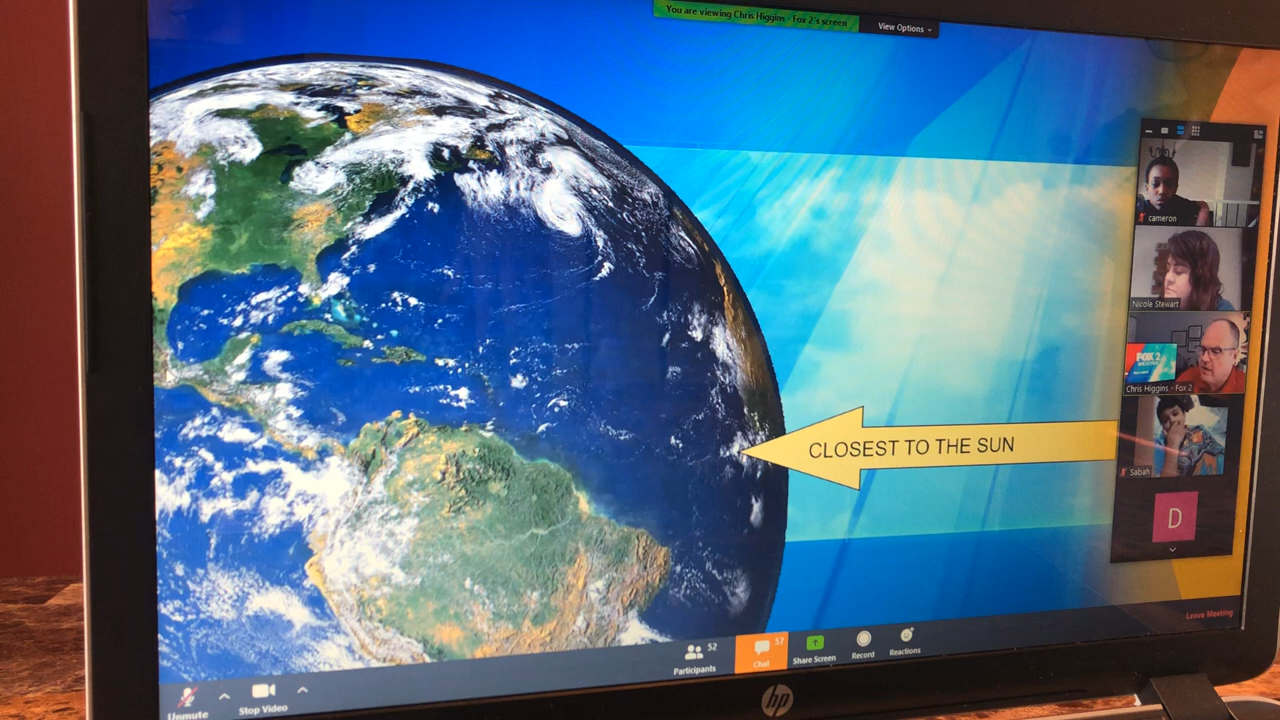 You are viewing Chris Higgins - Fox 2's screen
View Options
cameron
Nicole Stewart
FOX 2
Chris Higgins - Fox 2
CLOSEST TO THE SUN
Sabah
D
Leave Meeting
Unmute
Stop Video
Participants
52
Chat
57
Share Screen
Record
Reactions
hp